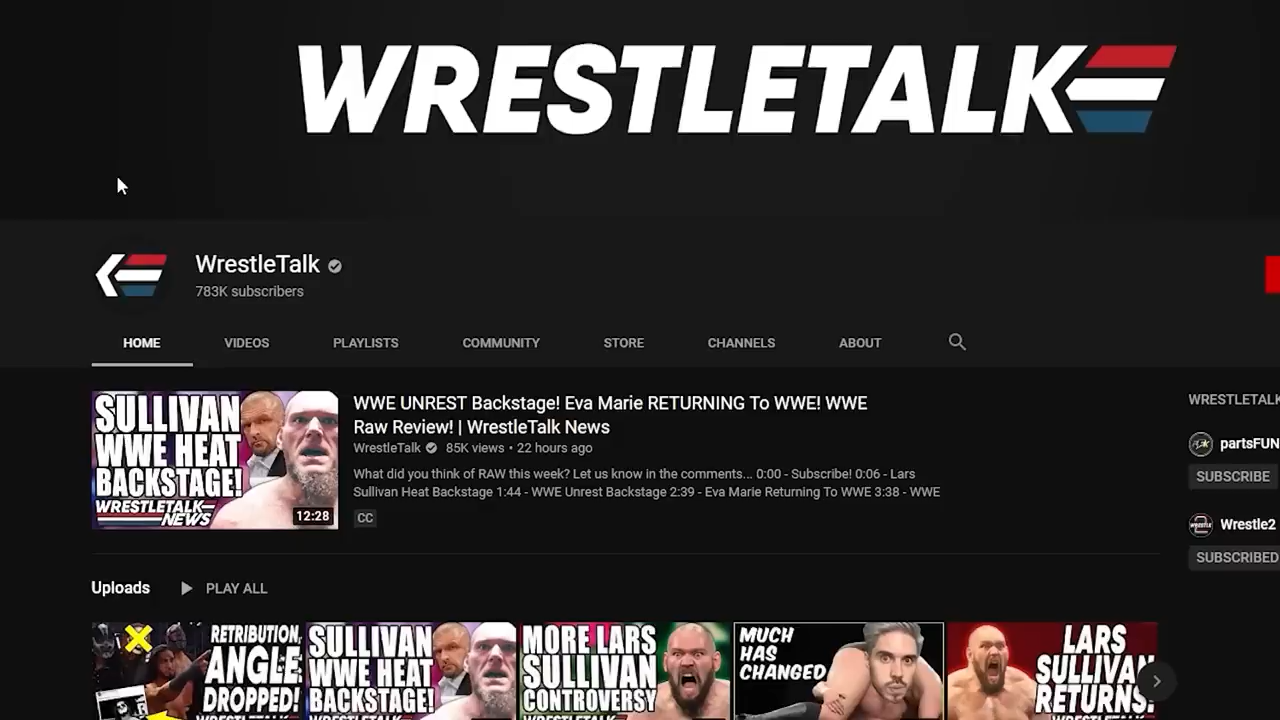 WRESTLETALK
WrestleTalk
783K subscribers
HOME VIDEOS PLAYLISTS COMMUNITY STORE CHANNELS ABOUT
SULLIVAN
WWE HEAT
BACKSTAGE!
WRESTLETALK
NEWS
12:28
WWE UNREST Backstage! Eva Marie RETURNING To WWE! WWE
Raw Review! | WrestleTalk News
WrestleTalk 85K views • 22 hours ago
What did you think of RAW this week? Let us know in the comments... 0:00 - Subscribe! 0:06 - Lars
Sullivan Heat Backstage 1:44 - WWE Unrest Backstage 2:39 - Eva Marie Returning To WWE 3:38 - WWE
CC
WRESTLETALK
partsFUN
SUBSCRIBE
Wrestle2
SUBSCRIBED
Uploads PLAY ALL
RETRIBUTION
ANGLE
DROPPED!
WRESTLETALK
SULLIVAN
WWE HEAT
BACKSTAGE!
WRESTLETALK
MORE LARS
SULLIVAN
CONTROVERSY
WRESTLETALK
MUCH
HAS
CHANGED
LARS
SULLIVAN
RETURNS!
WRESTLETALK